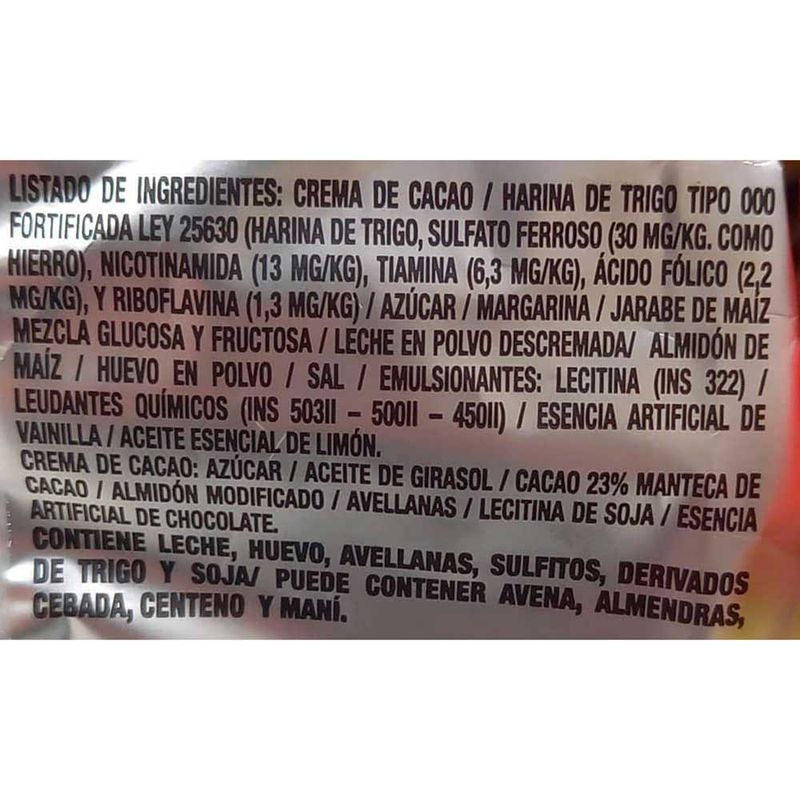 LISTADO DE INGREDIENTES: CREMA DE CACAO / HARINA DE TRIGO TIPO 000
FORTIFICADA LEY 25630 (HARINA DE TRIGO, SULFATO FERROSO (30 MG/KG. COMO
HIERRO), NICOTINAMIDA (13 MG/KG), TIAMINA (6,3 MG/KG), ÁCIDO FÓLICO (2,2
MG/KG), Y RIBOFLAVINA (1,3 MG/KG) / AZÚCAR / MARGARINA / JARABE DE MAÍZ
MEZCLA GLUCOSA Y FRUCTOSA / LECHE EN POLVO DESCREMADA/ ALMIDÓN DE
MAÍZ / HUEVO EN POLVO / SAL / EMULSIONANTES: LECITINA (INS 322) /
LEUDANTES QUÍMICOS (INS 503II – 500II – 450II) / ESENCIA ARTIFICIAL DE
VAINILLA / ACEITE ESENCIAL DE LIMÓN.
CREMA DE CACAO: AZÚCAR / ACEITE DE GIRASOL / CACAO 23% MANTECA DE
CACAO / ALMIDÓN MODIFICADO / AVELLANAS / LECITINA DE SOJA / ESENCIA
ARTIFICIAL DE CHOCOLATE.
CONTIENE LECHE, HUEVO, AVELLANAS, SULFITOS, DERIVADOS
DE TRIGO Y SOJA/ PUEDE CONTENER AVENA, ALMENDRAS,
CEBADA, CENTENO Y MANÍ.